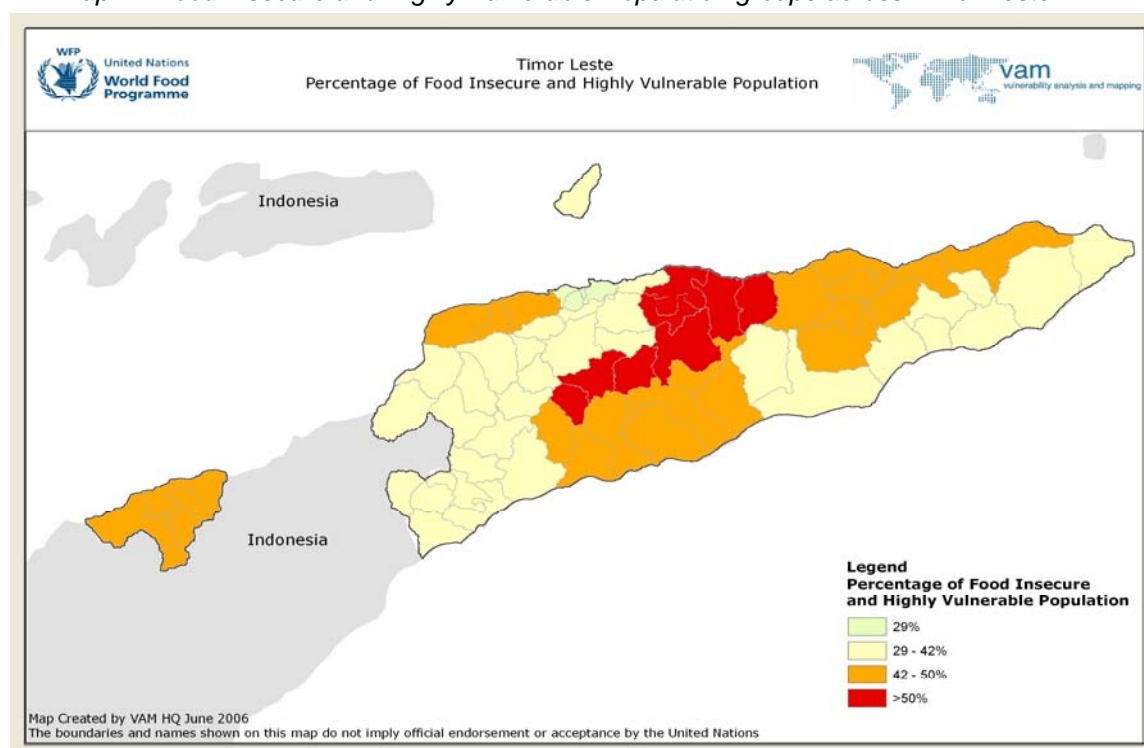 WFP
United Nations
World Food
Programme
Timor Leste
Percentage of Food Insecure and Highly Vulnerable Population
vam
vulnerability analysis and mapping
Indonesia
Indonesia
Legend
Percentage of Food Insecure
and Highly Vulnerable Population
29%
29 - 42%
42 - 50%
>50%
Map Created by VAM HQ June 2006
The boundaries and names shown on this map do not imply official endorsement or acceptance by the United Nations